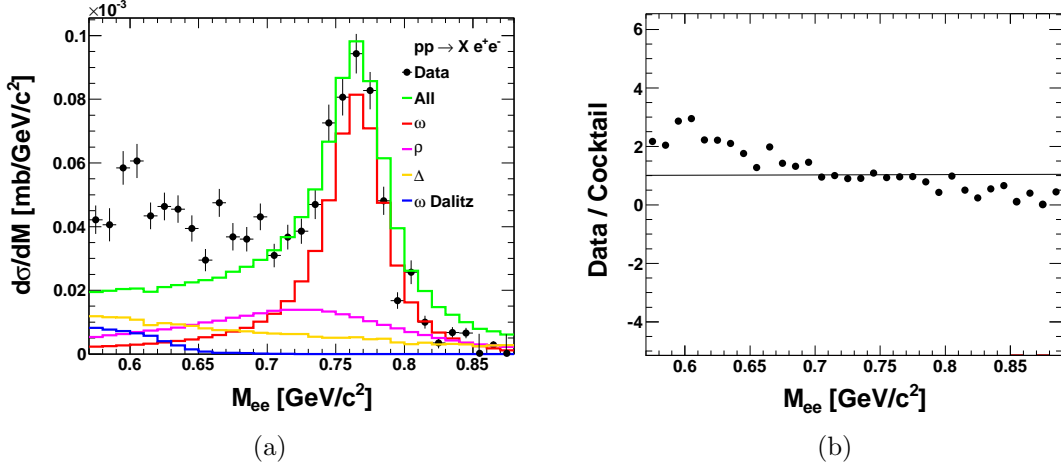 ×10⁻³
dσ/dM [mb/GeV/c²]
0.1
0.08
0.06
0.04
0.02
0
pp → X e⁺e⁻
Data
All
ω
ρ
Δ
ω Dalitz
0.6 0.65 0.7 0.75 0.8 0.85
M_ee [GeV/c²]
(a)
Data / Cocktail
6
4
2
0
-2
-4
0.6 0.65 0.7 0.75 0.8 0.85
M_ee [GeV/c²]
(b)